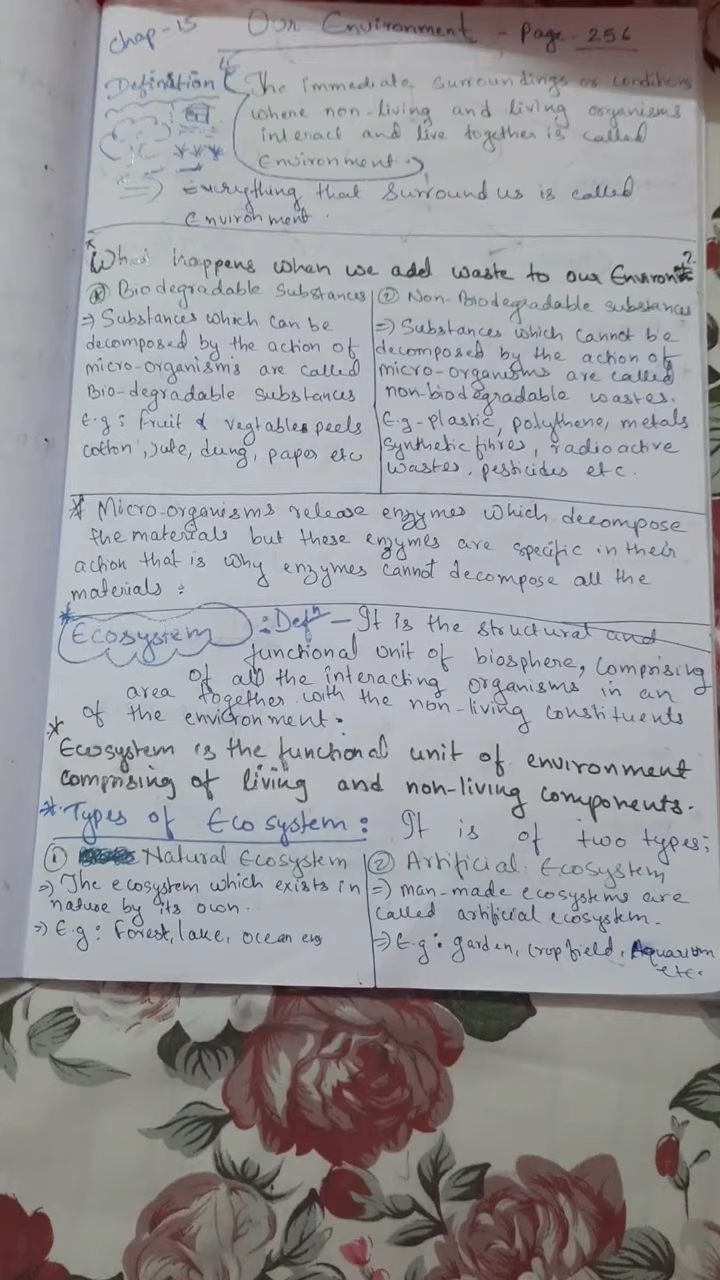 Chap-15 Our Environment - Page 256
Definition
The immediate surroundings or conditions
where non-living and living organisms
interact and live together is called
Environment.
=> Everything that surround us is called
Environment.
* What happens when we add waste to our Environ
?
Biodegradable Substances
=> Substances which can be
decomposed by the action of
micro-organisms are called
Bio-degradable substances
E.g : fruit & vegtables peels
cotton, jute, dung, paper etc
② Non-Biodegradable substances
=> Substances which cannot be
decomposed by the action of
micro-organisms are called
non-biodegradable wastes.
E.g - plastic, polythene, metals
synthetic fibres, radioactive
wastes, pesticides etc.
* Micro-organisms release enzymes which decompose
the materials but these enzymes are specific in their
action that is why enzymes cannot decompose all the
materials :
* Ecosystem : Defn - It is the structural and
functional unit of biosphere, comprising
of all the interacting organisms in an
area together with the non-living constituents
of the environment.
* Ecosystem is the functional unit of environment
comprising of living and non-living components.
* Types of Ecosystem : It is of two types;
① Natural Ecosystem
=> The ecosystem which exists in
nature by its own.
=> E.g : Forest, lake, ocean
② Artificial Ecosystem
=> man-made ecosystems are
called artificial ecosystem.
=> E.g : garden, crop field, Aquarium
etc.